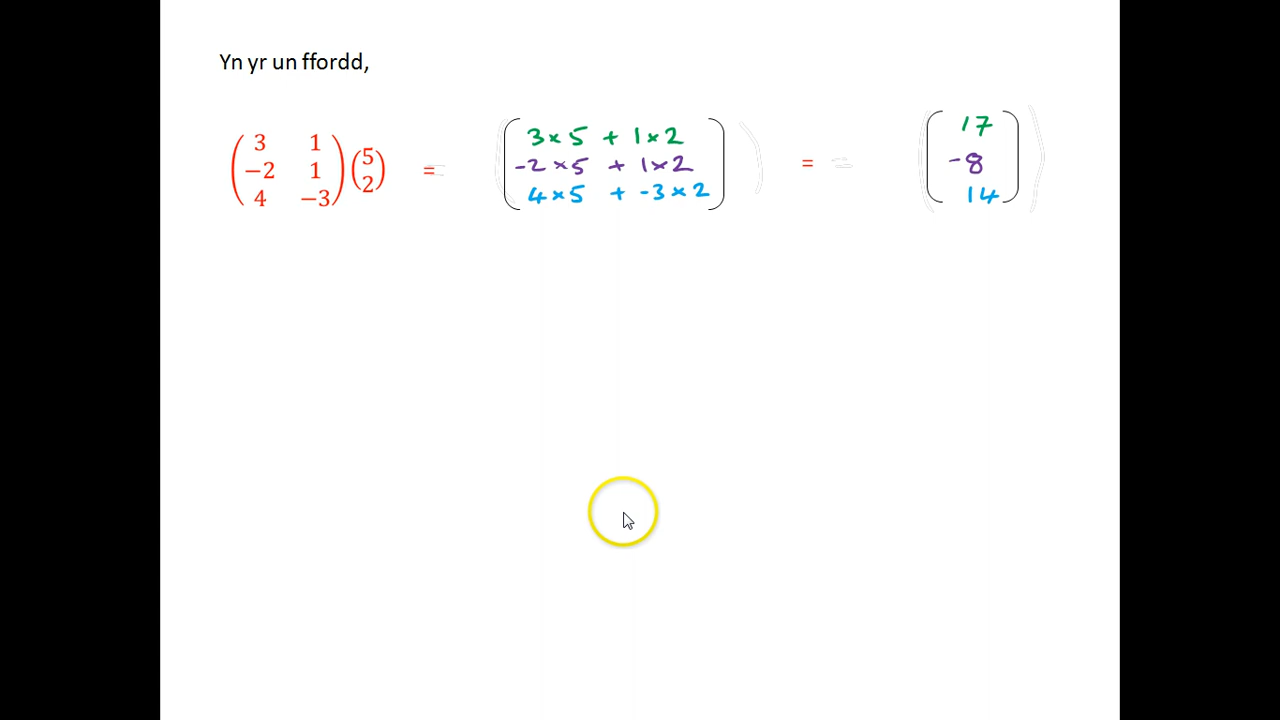 Yn yr un ffordd,
3 1 3×5 + 1×2 17
−2 1 5 = -2×5 + 1×2 = -8
4 −3 2 4×5 + -3×2 14